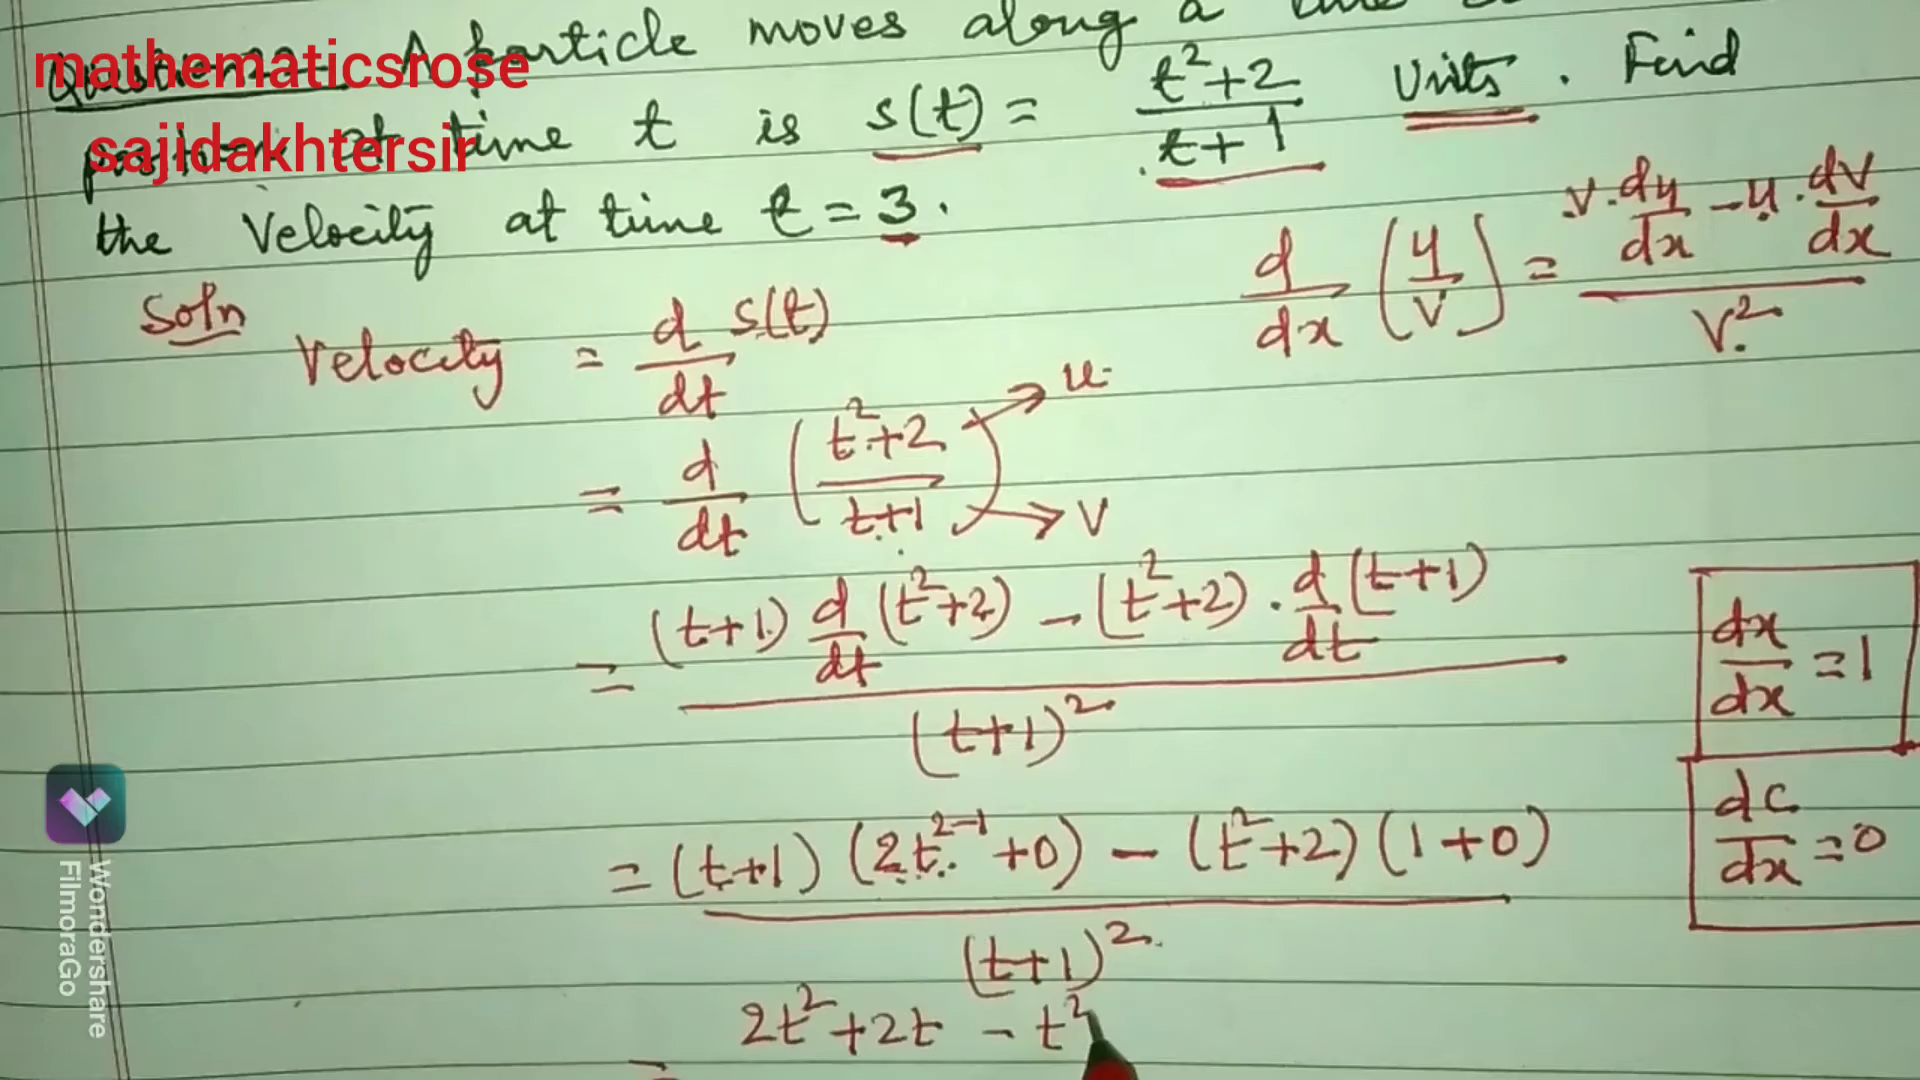 mathematicsrose
sajidakhtersir
A particle moves along a
time t is s(t) = (t²+2)/(t+1) Units. Find
the Velocity at time t = 3.
d/dx (u/v) = (v.du/dx - u.dv/dx)/v²
Soln
Velocity = d/dt s(t)
= d/dt ((t²+2)/(t+1)) → u → v
= ((t+1) d/dt (t²+2) - (t²+2) . d/dt (t+1))/(t+1)²
dx/dx = 1
= ((t+1) (2t²⁻¹+0) - (t²+2) (1+0))/(t+1)²
dc/dx = 0
= 2t²+2t - t²
Wondershare
FilmoraGo